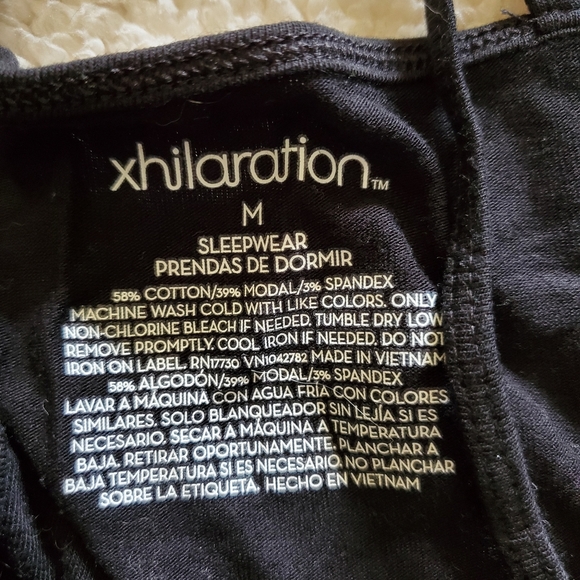 xhilaration™
M
SLEEPWEAR
PRENDAS DE DORMIR
58% COTTON/39% MODAL/3% SPANDEX
MACHINE WASH COLD WITH LIKE COLORS. ONLY
NON-CHLORINE BLEACH IF NEEDED. TUMBLE DRY LOW
REMOVE PROMPTLY. COOL IRON IF NEEDED. DO NOT
IRON ON LABEL. RN17730 VN1042782 MADE IN VIETNAM
58% ALGODÓN/39% MODAL/3% SPANDEX
LAVAR A MÁQUINA CON AGUA FRÍA CON COLORES
SIMILARES. SOLO BLANQUEADOR SIN LEJÍA SI ES
NECESARIO. SECAR A MÁQUINA A TEMPERATURA
BAJA. RETIRAR OPORTUNAMENTE. PLANCHAR A
BAJA TEMPERATURA SI ES NECESARIO. NO PLANCHAR
SOBRE LA ETIQUETA. HECHO EN VIETNAM